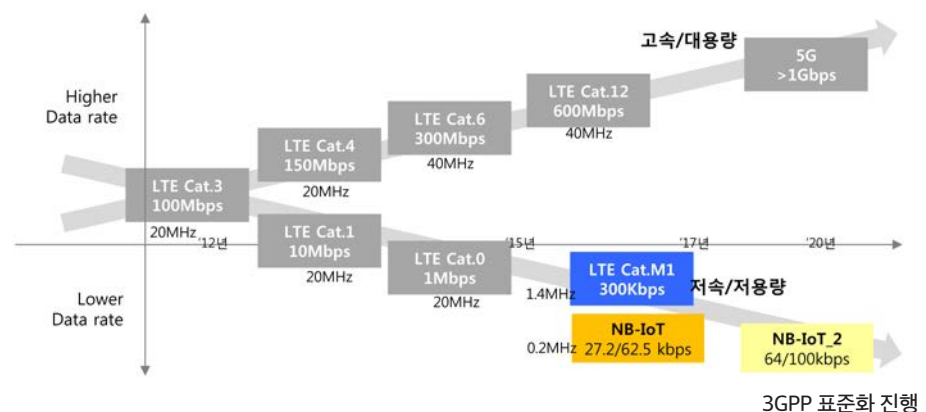 고속/대용량
5G
>1Gbps
Higher
Data rate
LTE Cat.12
600Mbps
40MHz
LTE Cat.6
300Mbps
40MHz
LTE Cat.4
150Mbps
20MHz
LTE Cat.3
100Mbps
20MHz
'12년
'15년
'17년
'20년
LTE Cat.1
10Mbps
20MHz
LTE Cat.0
1Mbps
20MHz
Lower
Data rate
1.4MHz
LTE Cat.M1
300Kbps
저속/저용량
0.2MHz
NB-IoT
27.2/62.5 kbps
NB-IoT_2
64/100kbps
3GPP 표준화 진행